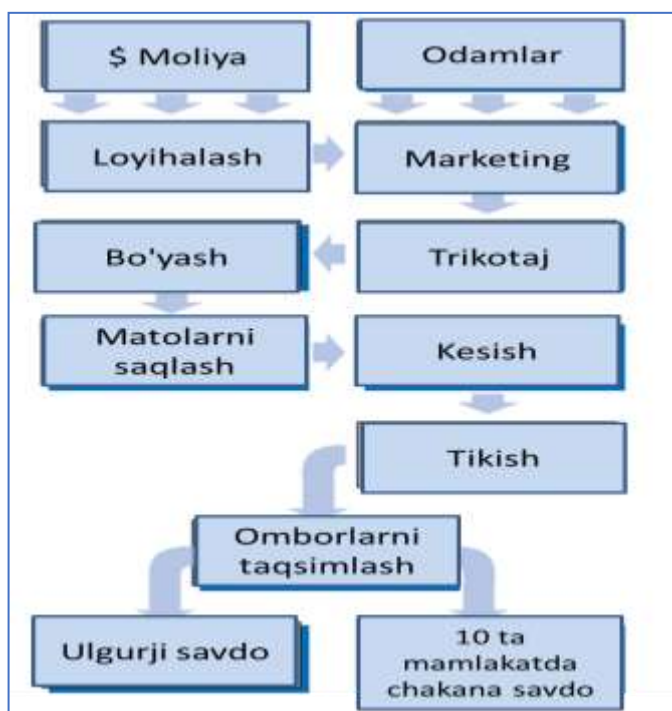 $ Moliya
Odamlar
Loyihalash
Marketing
Bo'yash
Trikotaj
Matolarni
saqlash
Kesish
Tikish
Omborlarni
taqsimlash
Ulgurji savdo
10 ta
mamlakatda
chakana savdo